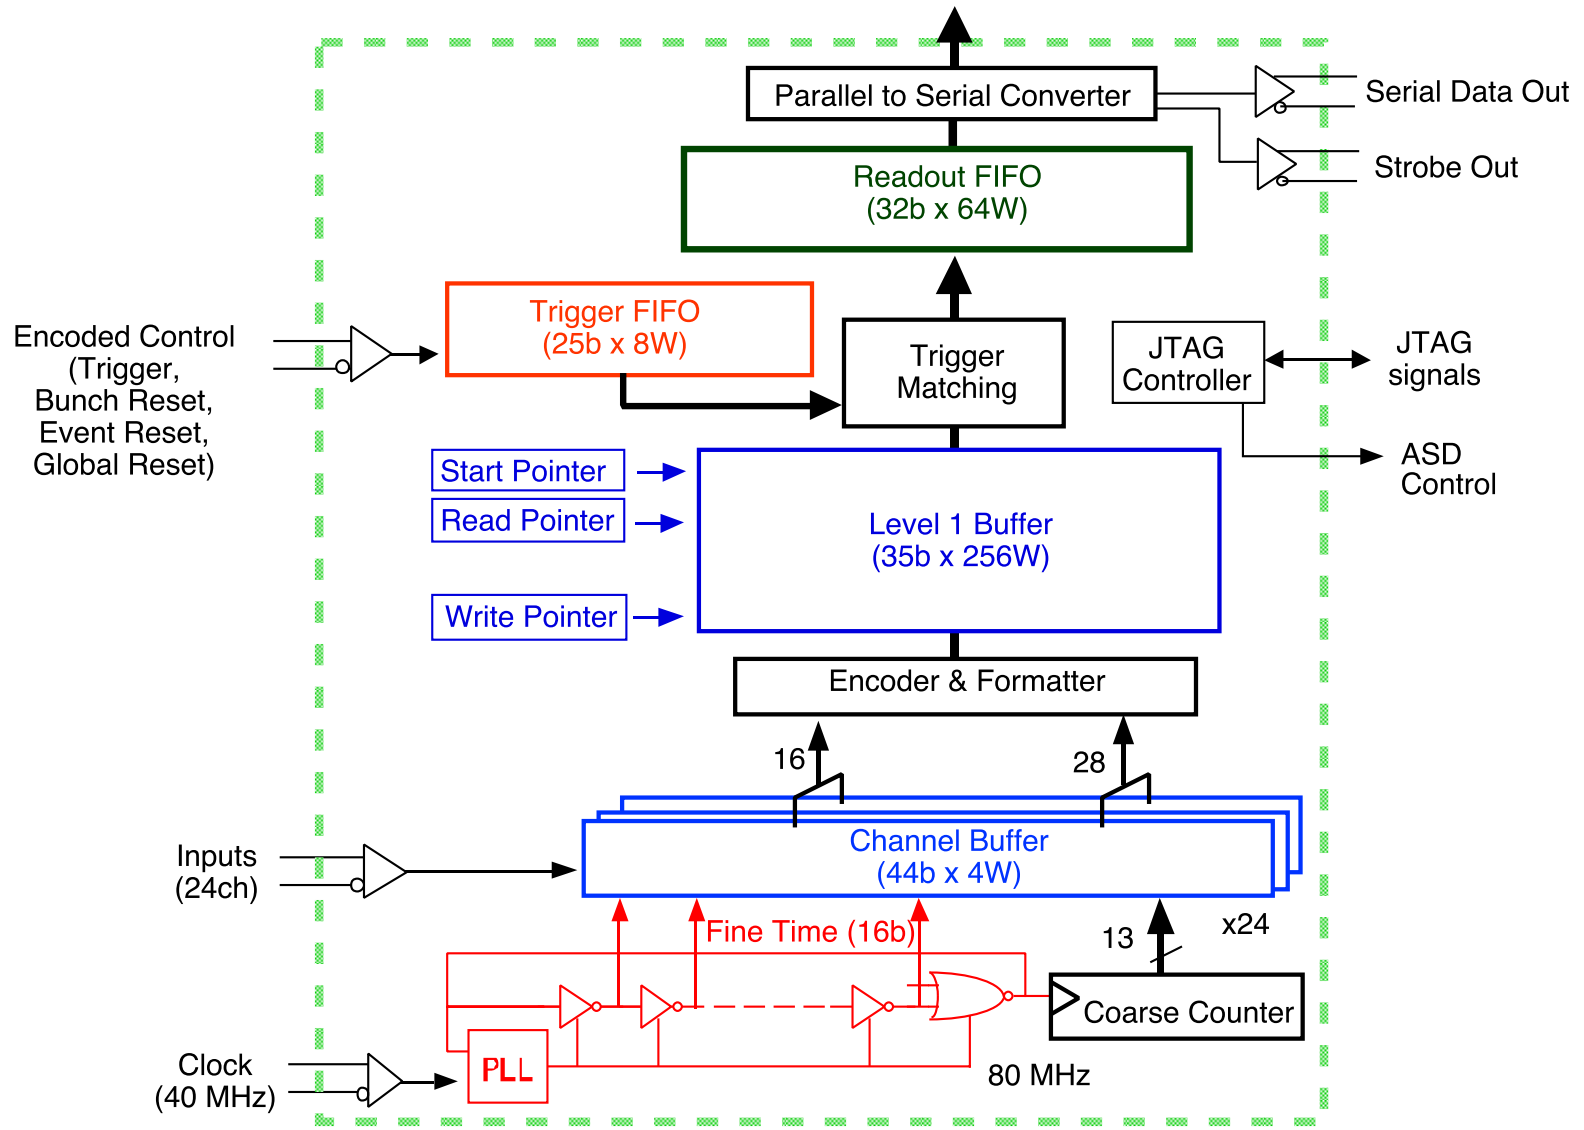 Parallel to Serial Converter
Serial Data Out
Strobe Out
Readout FIFO
(32b x 64W)
Trigger FIFO
(25b x 8W)
Encoded Control
(Trigger,
Bunch Reset,
Event Reset,
Global Reset)
Trigger
Matching
JTAG
Controller
JTAG
signals
ASD
Control
Start Pointer
Read Pointer
Write Pointer
Level 1 Buffer
(35b x 256W)
Encoder & Formatter
16
28
Inputs
(24ch)
Channel Buffer
(44b x 4W)
Fine Time (16b)
13
x24
Coarse Counter
Clock
(40 MHz)
PLL
80 MHz